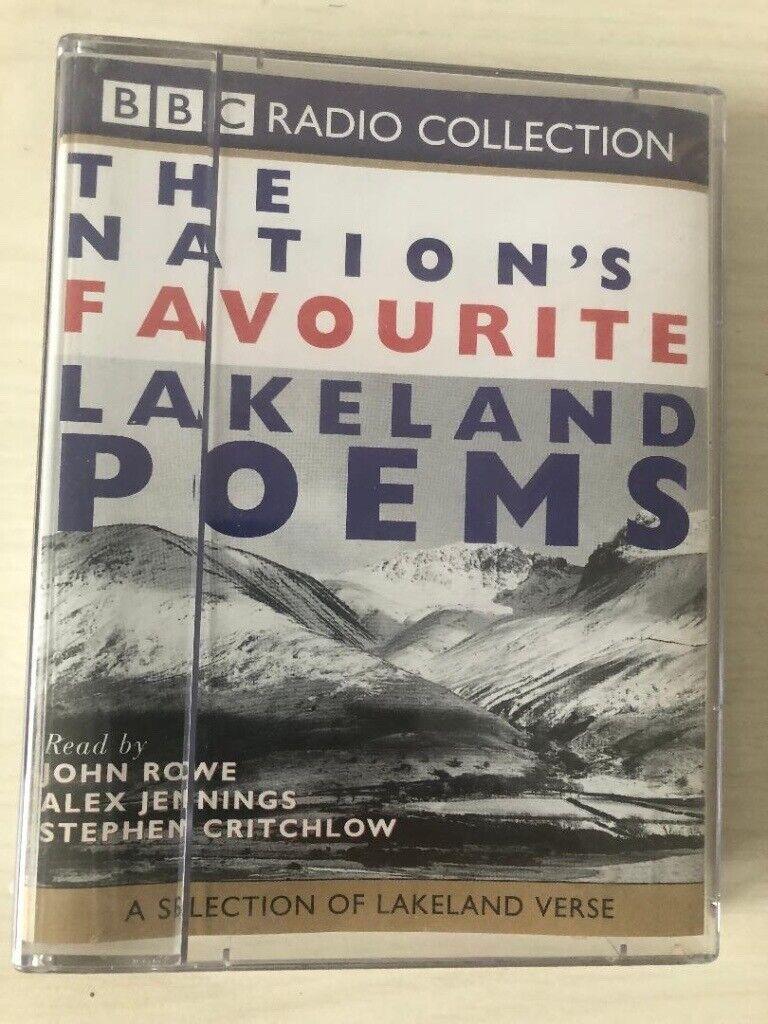 BBC RADIO COLLECTION
THE
NATION'S
FAVOURITE
LAKELAND
POEMS
Read by
JOHN ROWE
ALEX JENNINGS
STEPHEN CRITCHLOW
A SELECTION OF LAKELAND VERSE